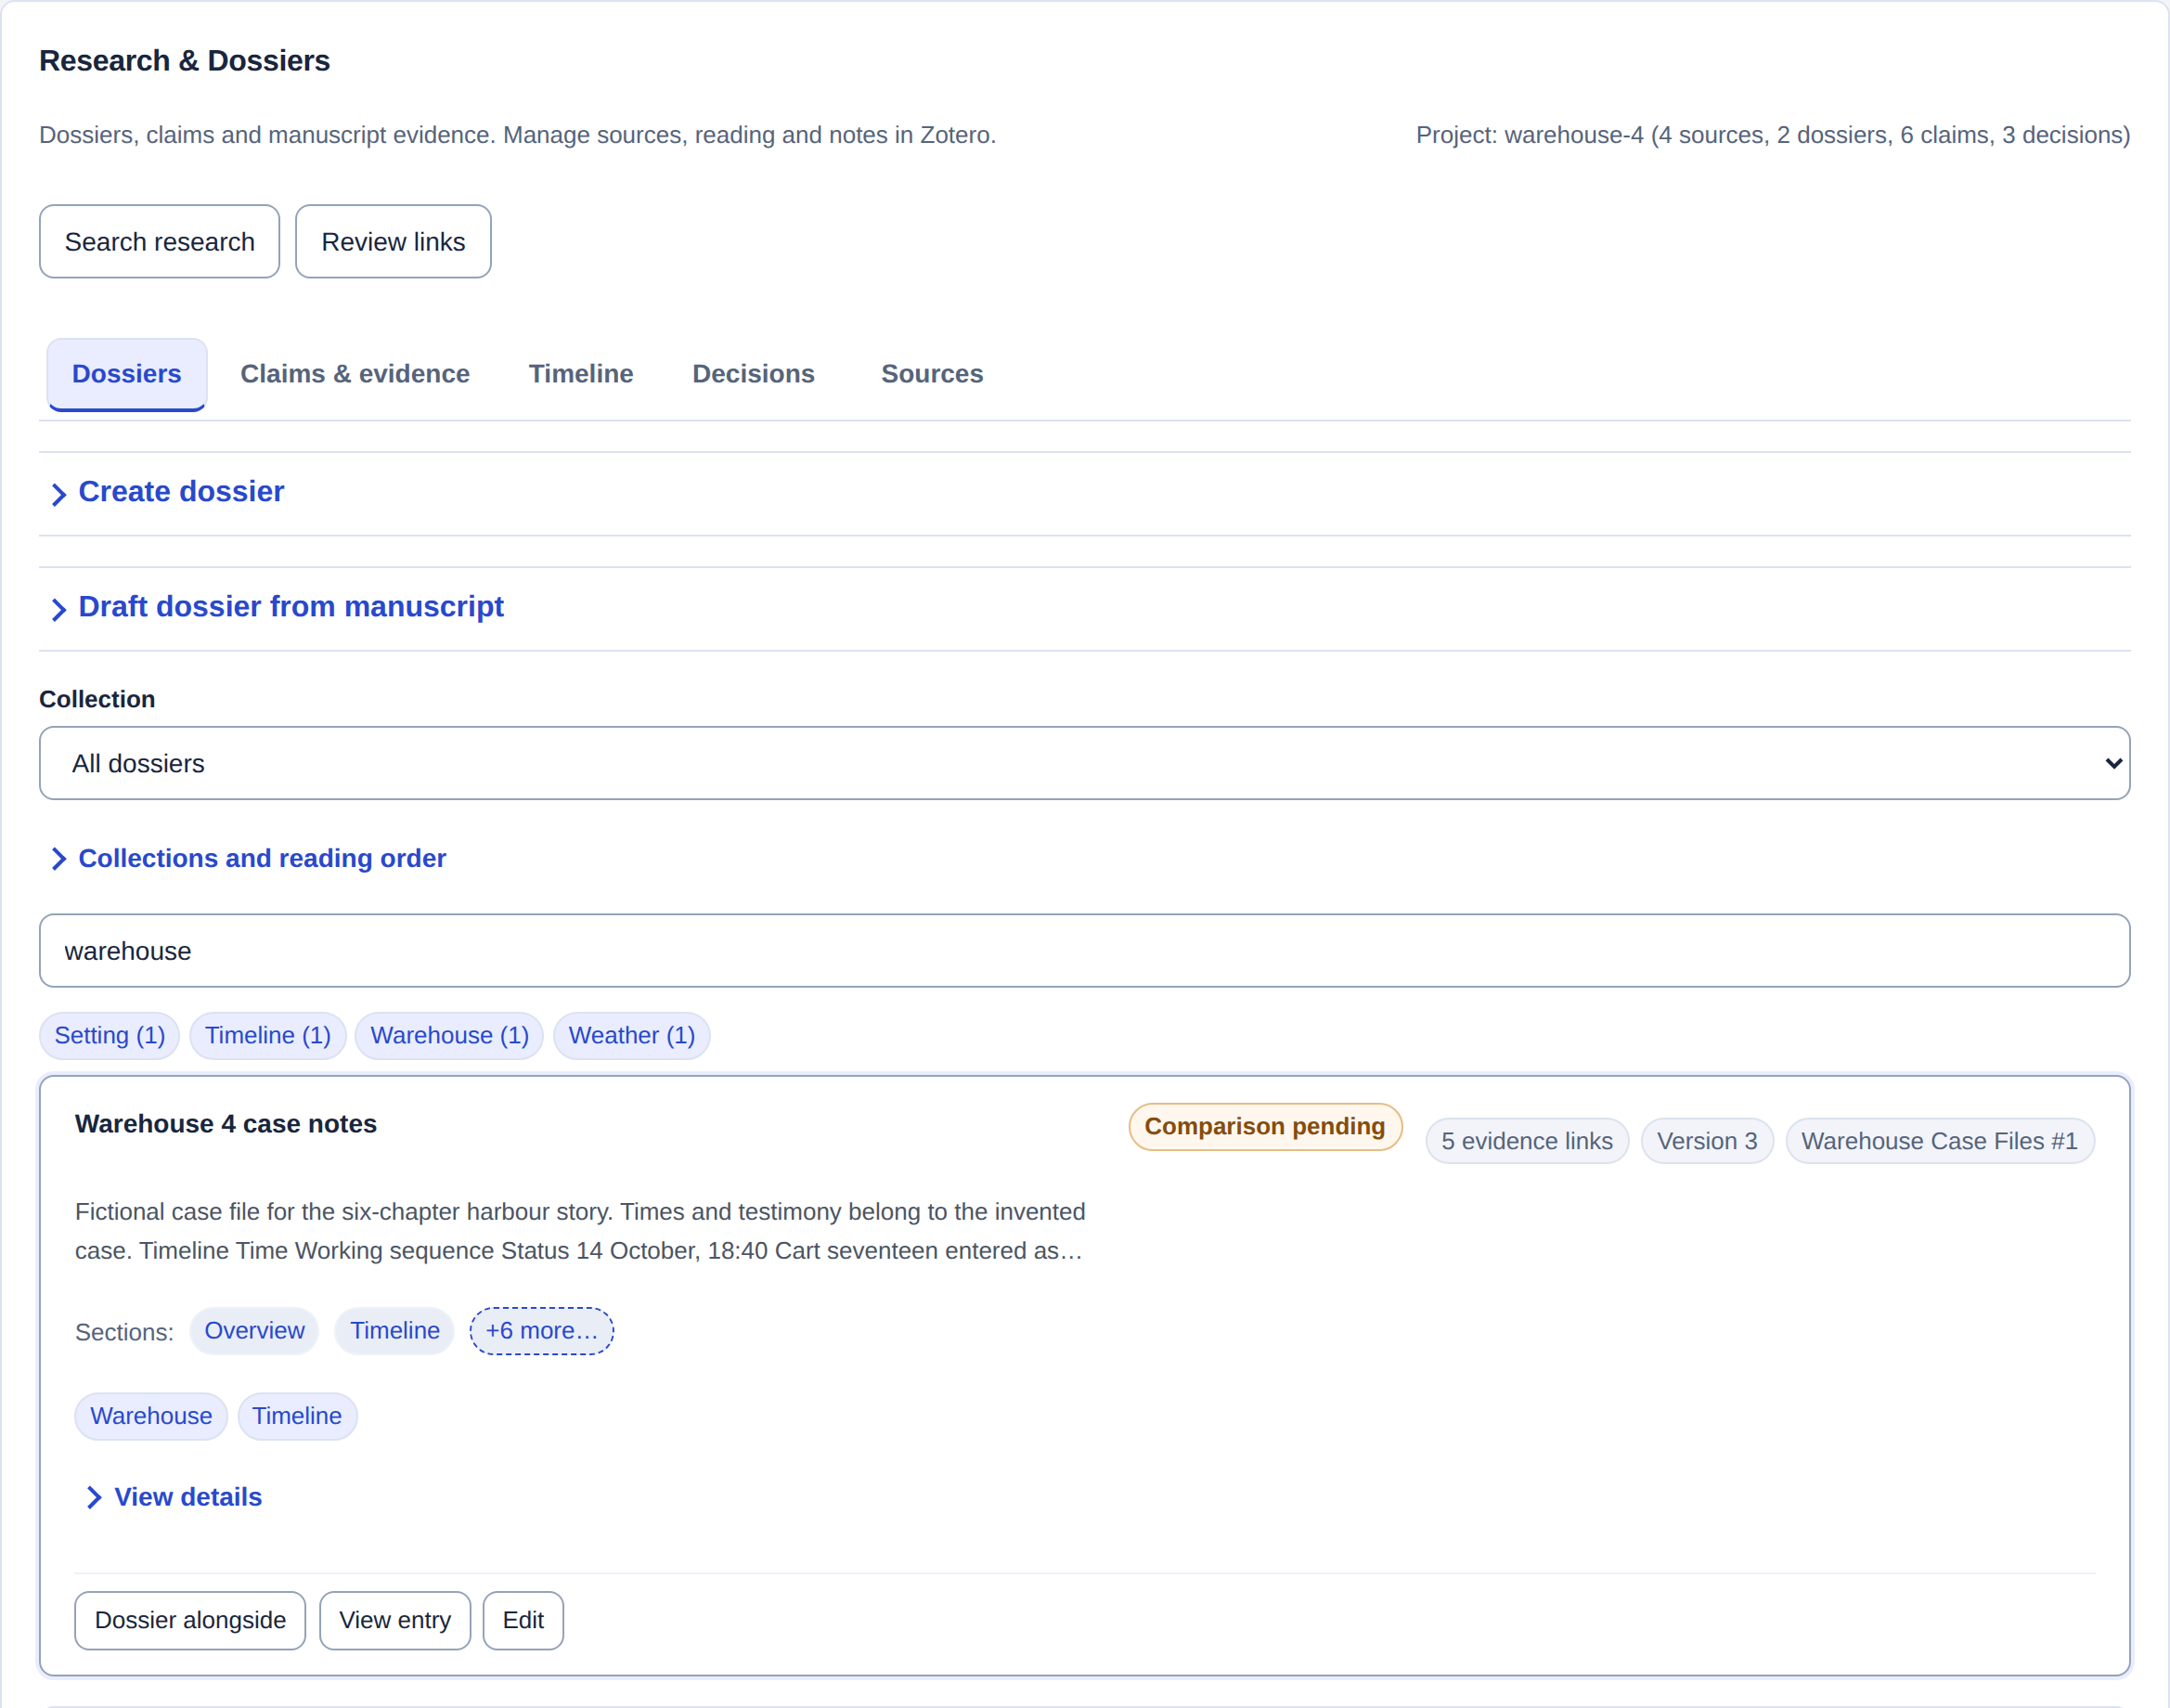 Research & Dossiers
Dossiers, claims and manuscript evidence. Manage sources, reading and notes in Zotero.
Project: warehouse-4 (4 sources, 2 dossiers, 6 claims, 3 decisions)
Search research
Review links
Dossiers
Claims & evidence
Timeline
Decisions
Sources
Create dossier
Draft dossier from manuscript
Collection
All dossiers
Collections and reading order
warehouse
Setting (1)
Timeline (1)
Warehouse (1)
Weather (1)
Warehouse 4 case notes
Comparison pending
5 evidence links
Version 3
Warehouse Case Files #1
Fictional case file for the six-chapter harbour story. Times and testimony belong to the invented
case. Timeline Time Working sequence Status 14 October, 18:40 Cart seventeen entered as…
Sections:
Overview
Timeline
+6 more…
Warehouse
Timeline
View details
Dossier alongside
View entry
Edit